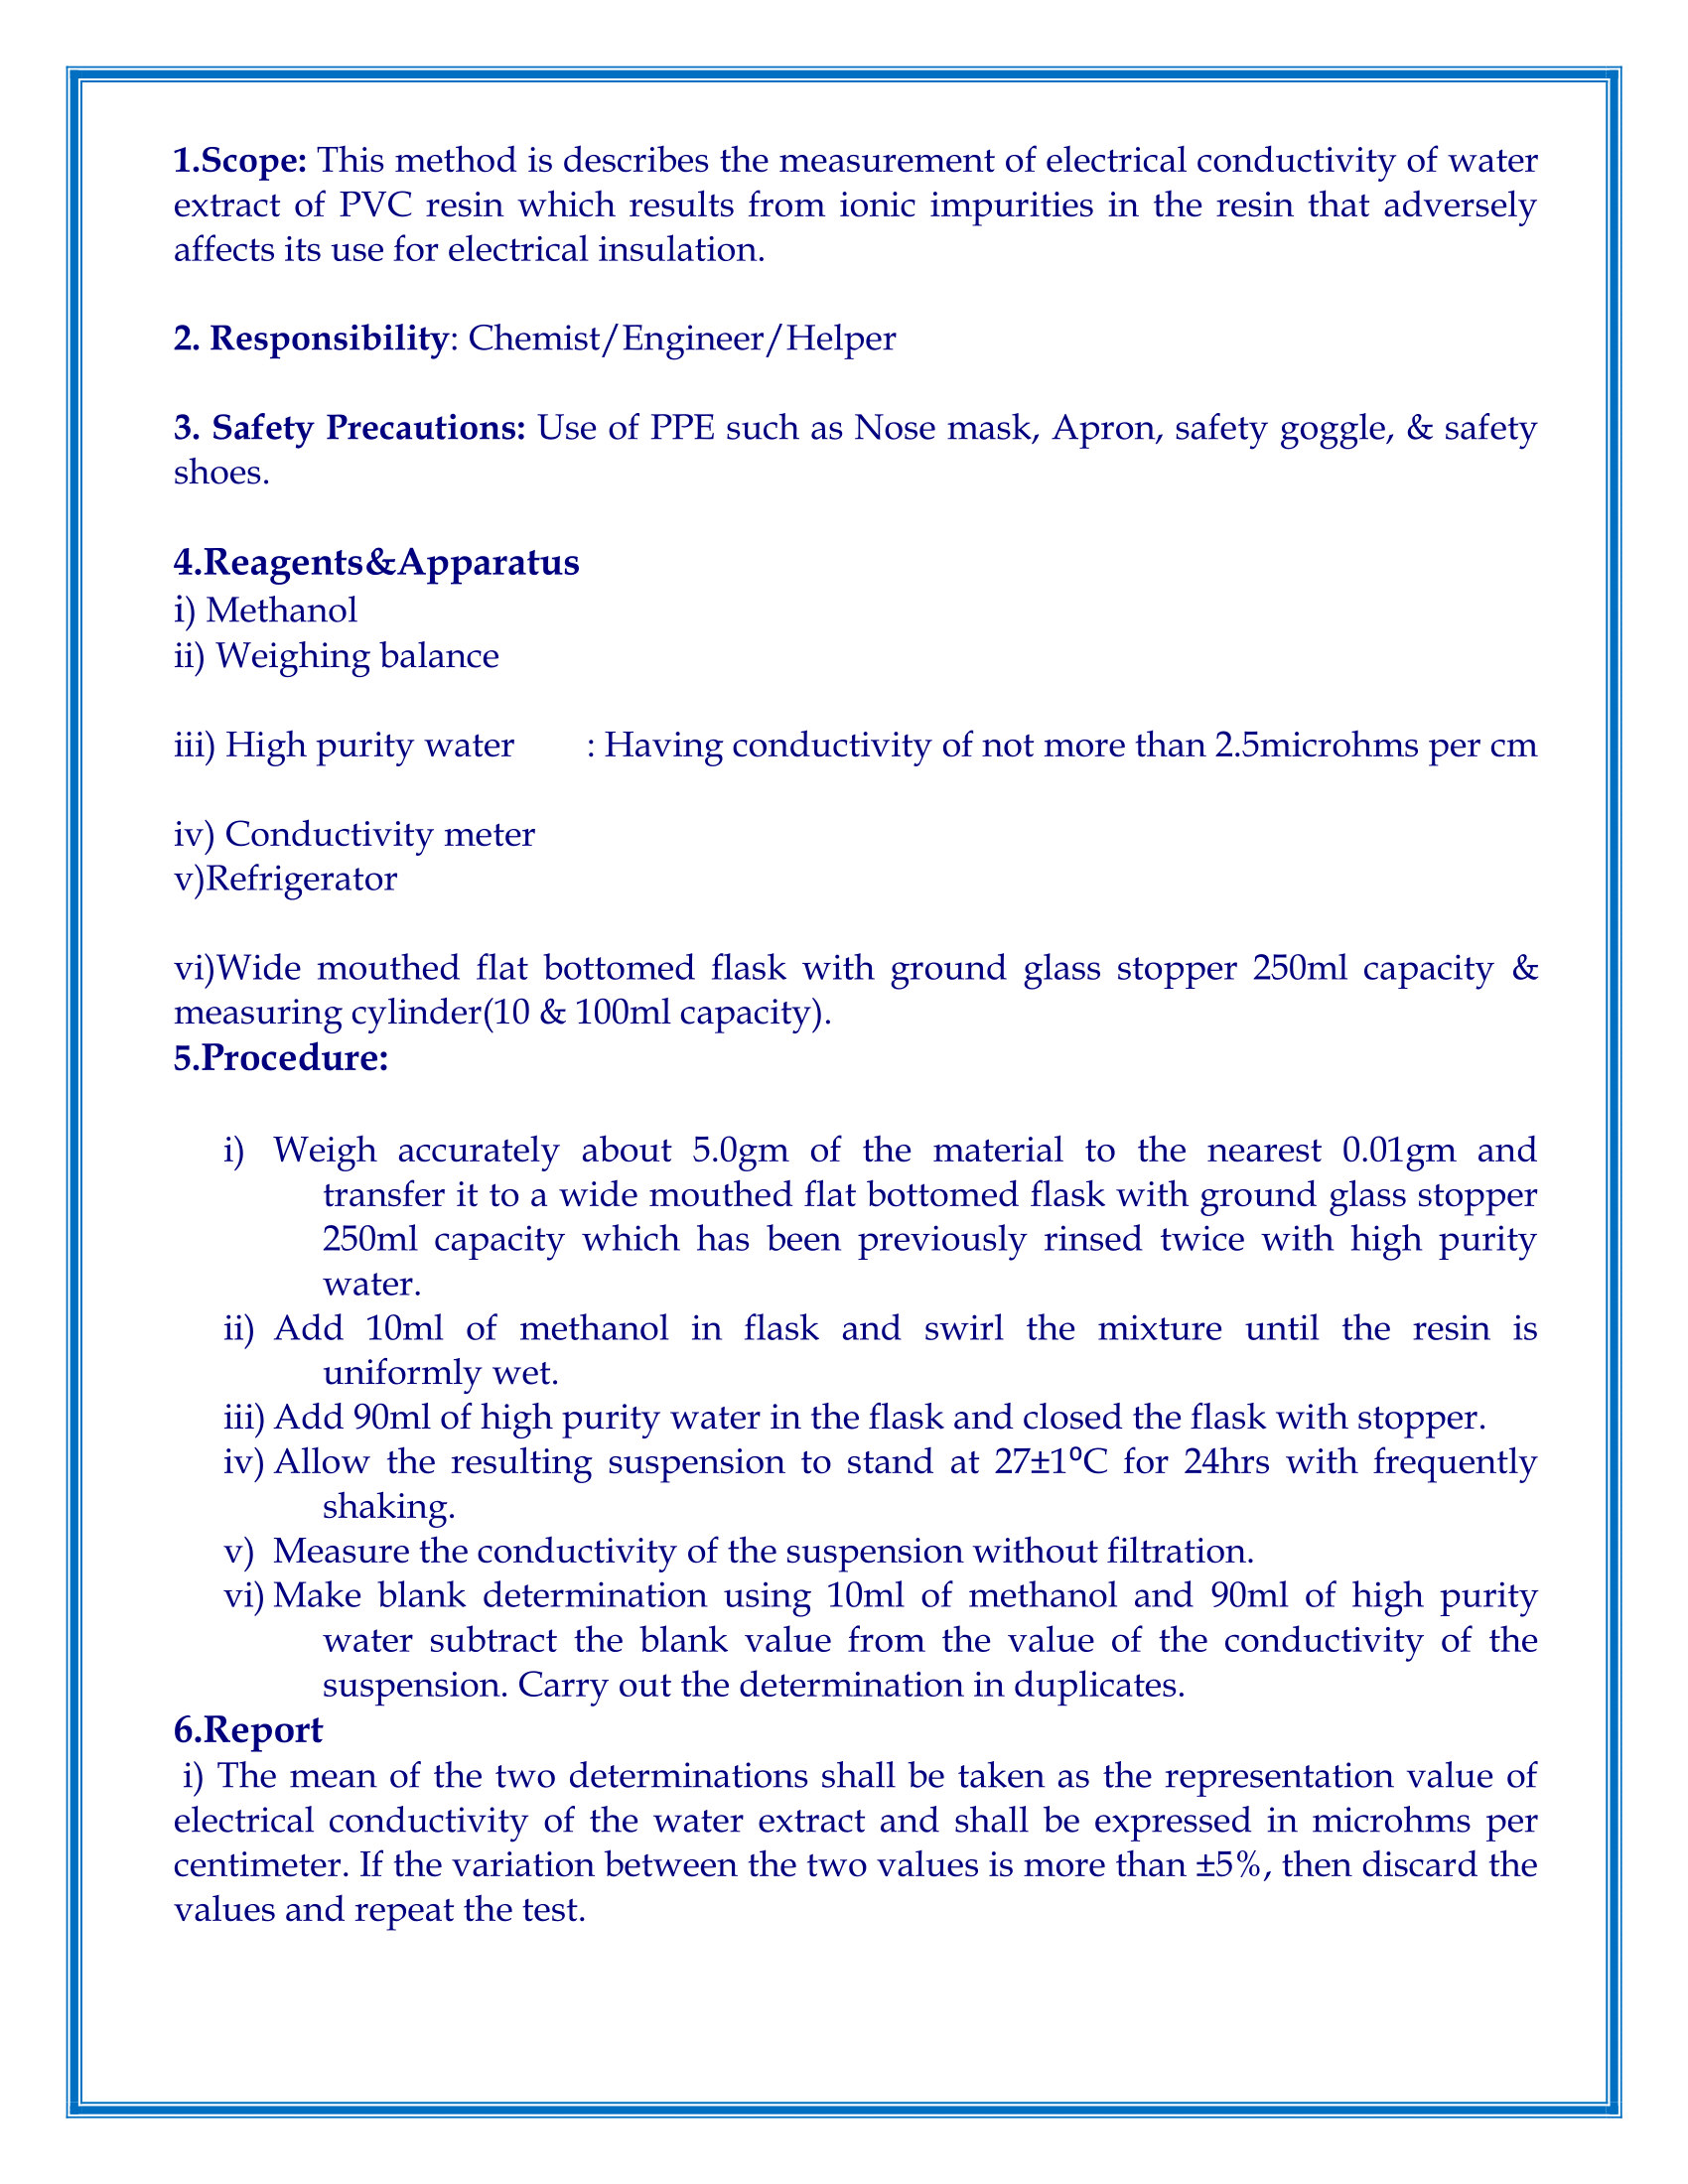 1.Scope: This method is describes the measurement of electrical conductivity of water
extract of PVC resin which results from ionic impurities in the resin that adversely
affects its use for electrical insulation.
2. Responsibility: Chemist/Engineer/Helper
3. Safety Precautions: Use of PPE such as Nose mask, Apron, safety goggle, & safety
shoes.
4.Reagents&Apparatus
i) Methanol
ii) Weighing balance
iii) High purity water : Having conductivity of not more than 2.5microhms per cm
iv) Conductivity meter
v)Refrigerator
vi)Wide mouthed flat bottomed flask with ground glass stopper 250ml capacity &
measuring cylinder(10 & 100ml capacity).
5.Procedure:
i) Weigh accurately about 5.0gm of the material to the nearest 0.01gm and
transfer it to a wide mouthed flat bottomed flask with ground glass stopper
250ml capacity which has been previously rinsed twice with high purity
water.
ii) Add 10ml of methanol in flask and swirl the mixture until the resin is
uniformly wet.
iii) Add 90ml of high purity water in the flask and closed the flask with stopper.
iv) Allow the resulting suspension to stand at 27±1⁰C for 24hrs with frequently
shaking.
v) Measure the conductivity of the suspension without filtration.
vi) Make blank determination using 10ml of methanol and 90ml of high purity
water subtract the blank value from the value of the conductivity of the
suspension. Carry out the determination in duplicates.
6.Report
i) The mean of the two determinations shall be taken as the representation value of
electrical conductivity of the water extract and shall be expressed in microhms per
centimeter. If the variation between the two values is more than ±5%, then discard the
values and repeat the test.